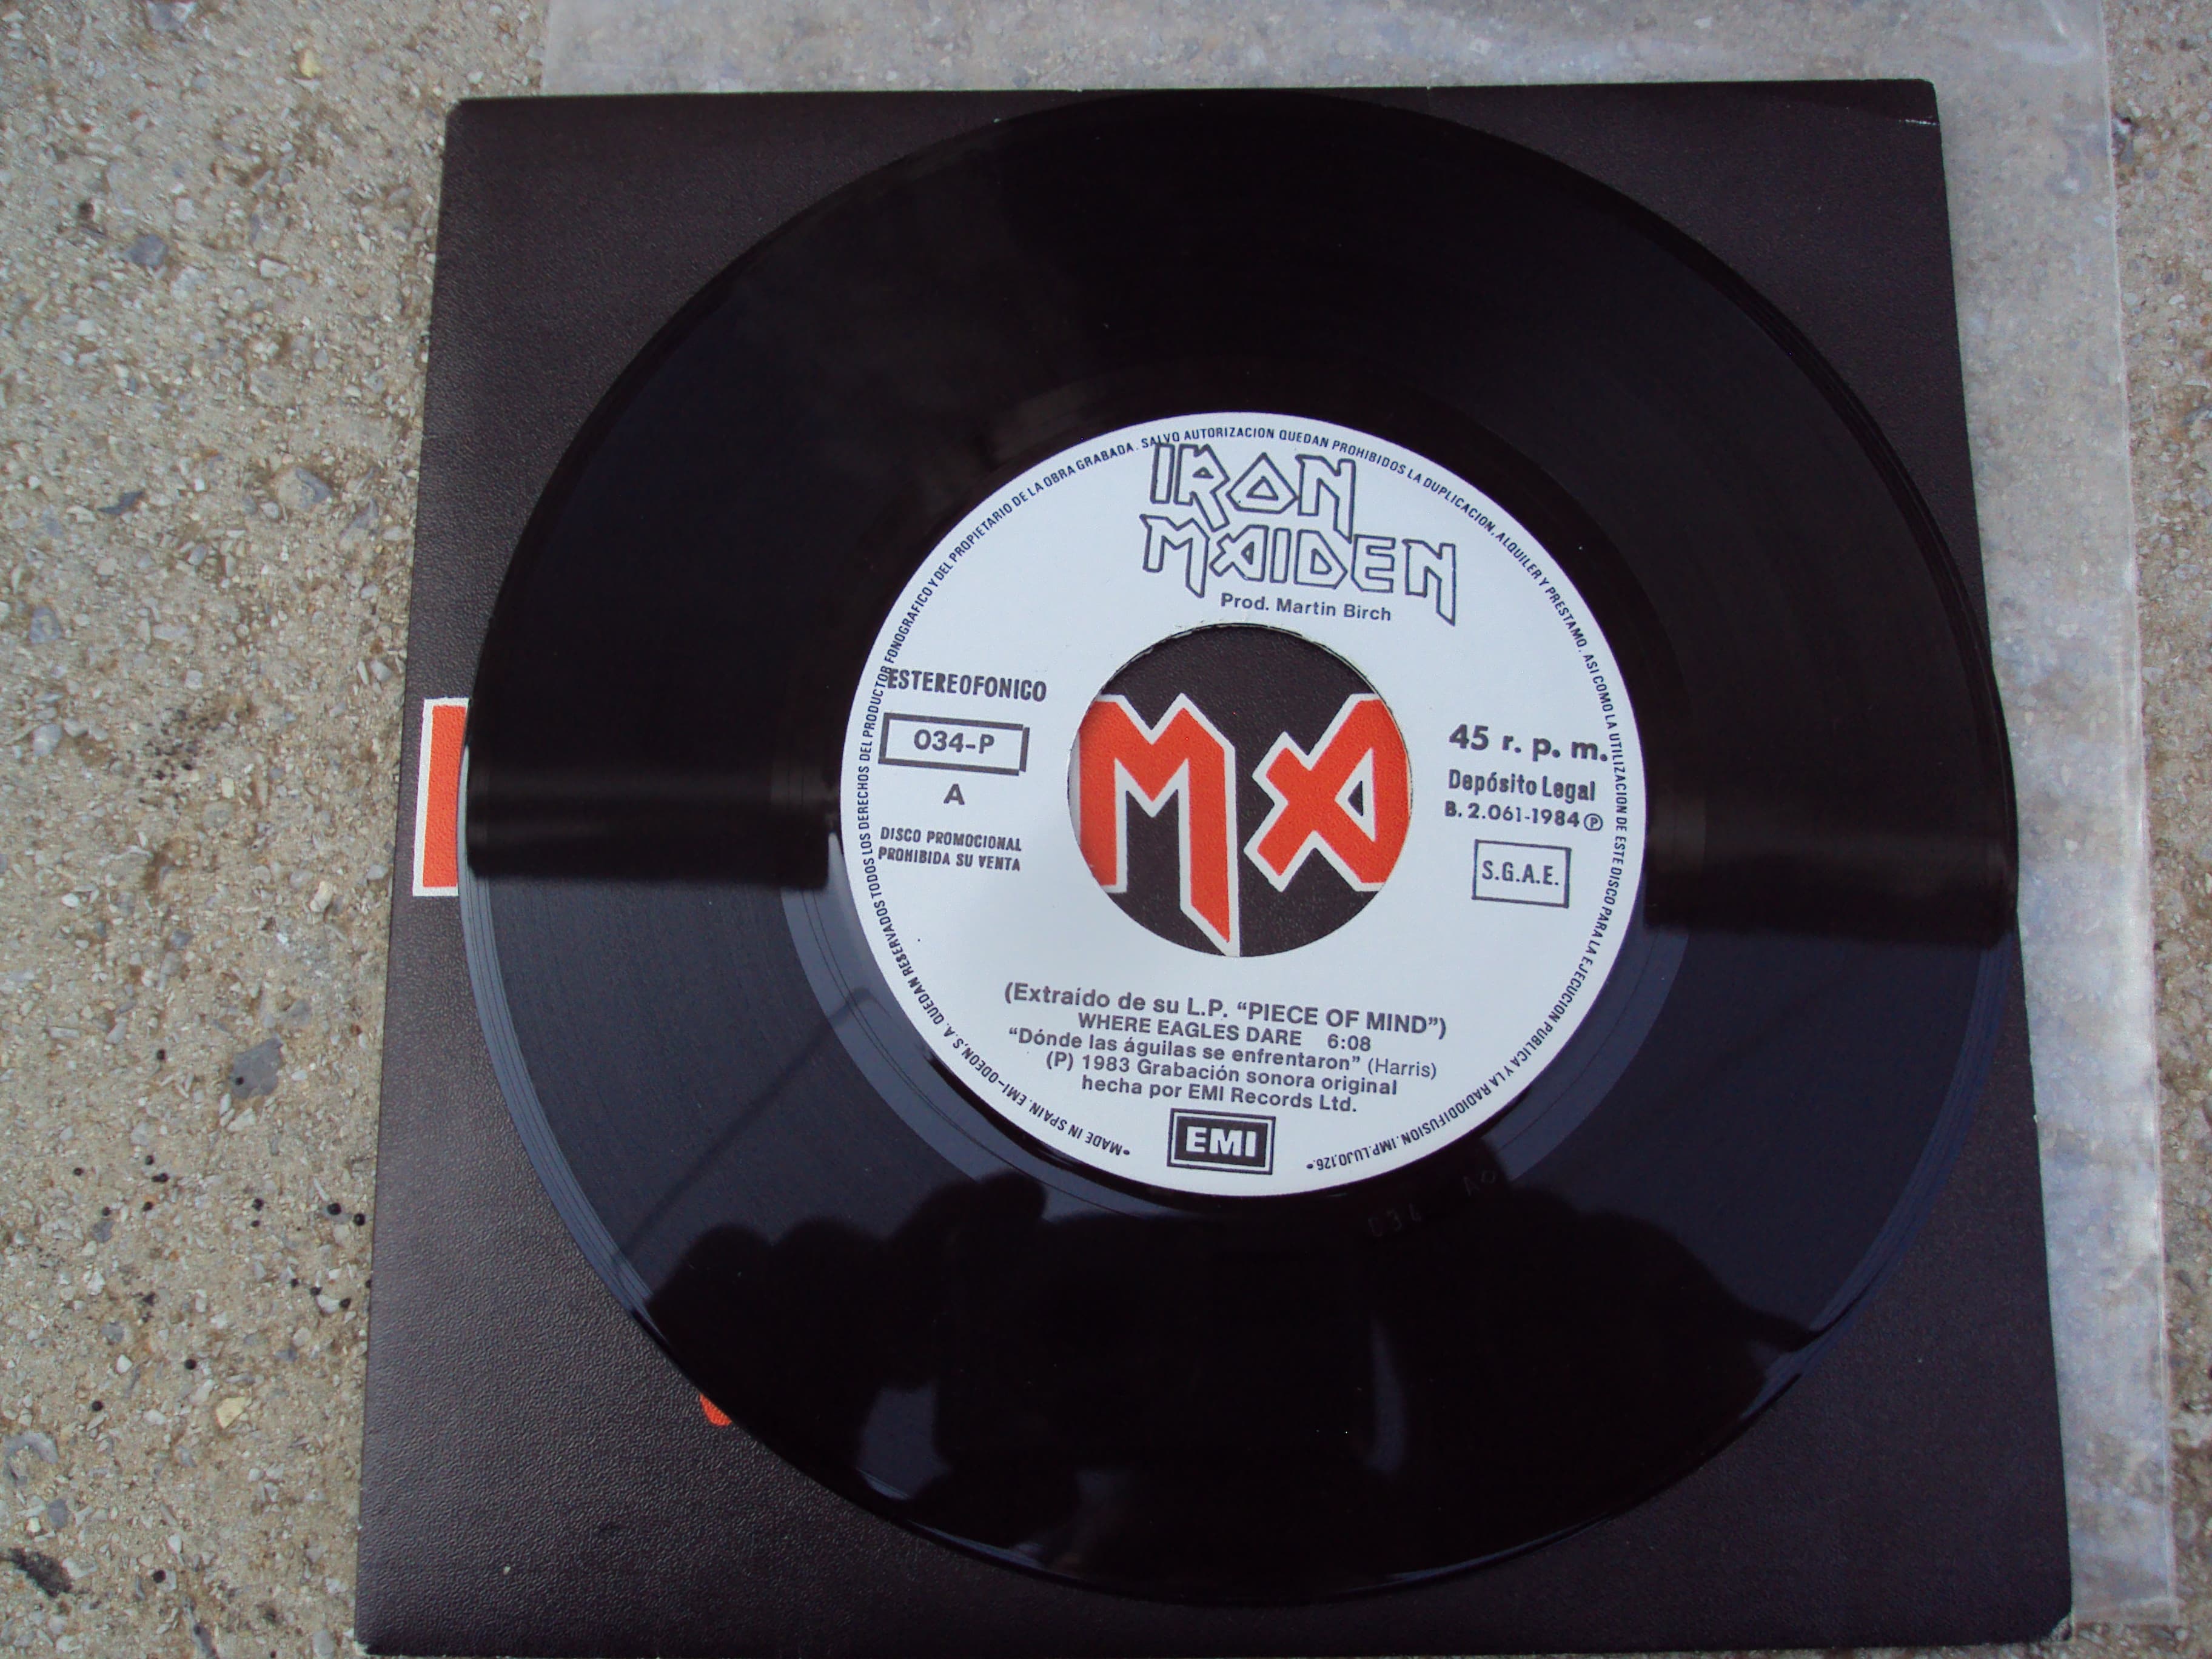 SALVO AUTORIZACION QUEDAN PROHIBIDOS LA DUPLICACION, ALQUILER Y PRESTAMO. ASI COMO LA UTILIZACION DE ESTE DISCO PARA LA EJECUCION PUBLICA Y LA RADIODIFUSION. IMP. LUJO, 126.•
•MADE IN SPAIN. EMI-ODEON, S.A. QUEDAN RESERVADOS TODOS LOS DERECHOS DEL PRODUCTOR FONOGRAFICO Y DEL PROPIETARIO DE LA OBRA GRABADA.
IRON
MAIDEN
Prod. Martin Birch
ESTEREOFONICO
034-P
A
DISCO PROMOCIONAL
PROHIBIDA SU VENTA
MA
45 r. p. m.
Depósito Legal
B. 2.061-1984 Ⓟ
S.G.A.E.
(Extraído de su L.P. “PIECE OF MIND”)
WHERE EAGLES DARE 6:08
“Dónde las águilas se enfrentaron” (Harris)
(P) 1983 Grabación sonora original
hecha por EMI Records Ltd.
EMI
034